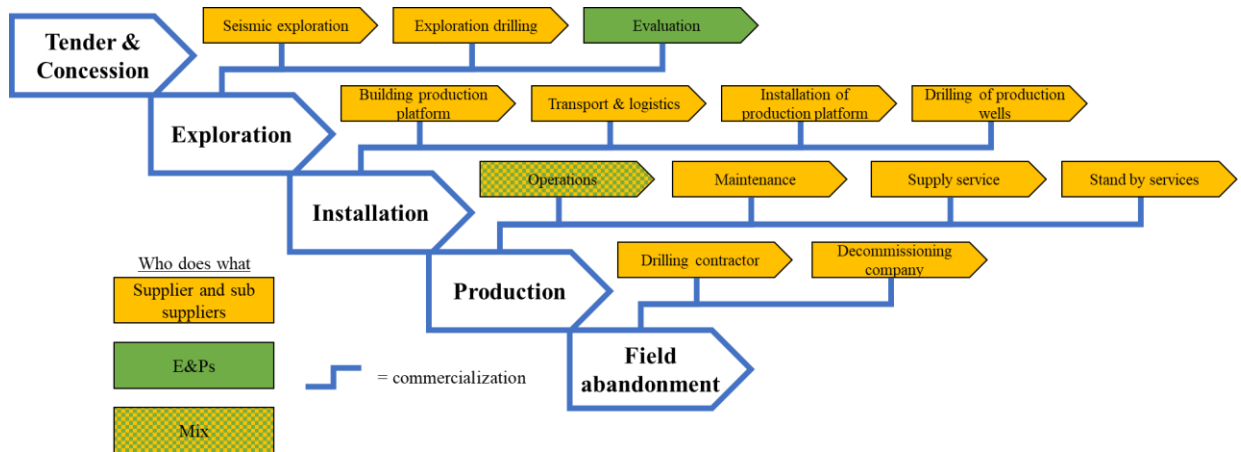 Tender &
Concession
Seismic exploration
Exploration drilling
Evaluation
Exploration
Building production
platform
Transport & logistics
Installation of
production platform
Drilling of production
wells
Installation
Operations
Maintenance
Supply service
Stand by services
Production
Drilling contractor
Decommissioning
company
Field
abandonment
Who does what
Supplier and sub
suppliers
E&Ps
= commercialization
Mix